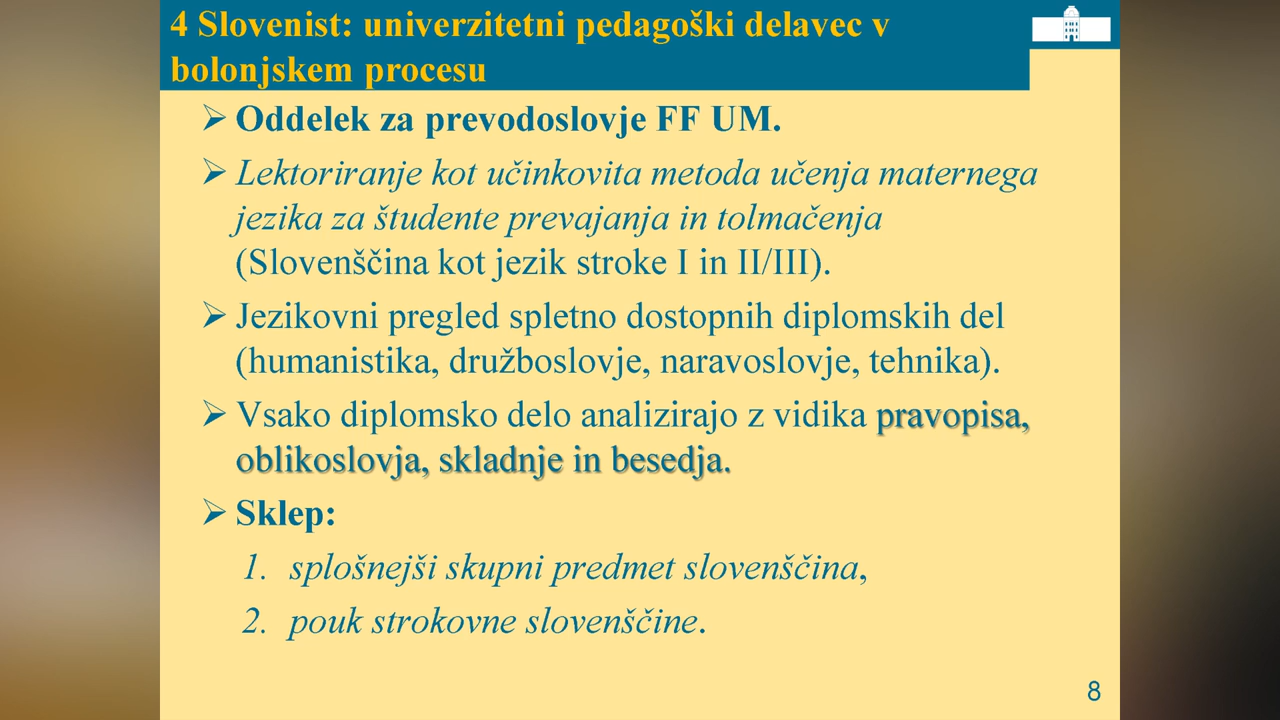 4 Slovenist: univerzitetni pedagoški delavec v
bolonjskem procesu
➢ Oddelek za prevodoslovje FF UM.
➢ Lektoriranje kot učinkovita metoda učenja maternega
jezika za študente prevajanja in tolmačenja
(Slovenščina kot jezik stroke I in II/III).
➢ Jezikovni pregled spletno dostopnih diplomskih del
(humanistika, družboslovje, naravoslovje, tehnika).
➢ Vsako diplomsko delo analizirajo z vidika pravopisa,
oblikoslovja, skladnje in besedja.
➢ Sklep:
1. splošnejši skupni predmet slovenščina,
2. pouk strokovne slovenščine.
8